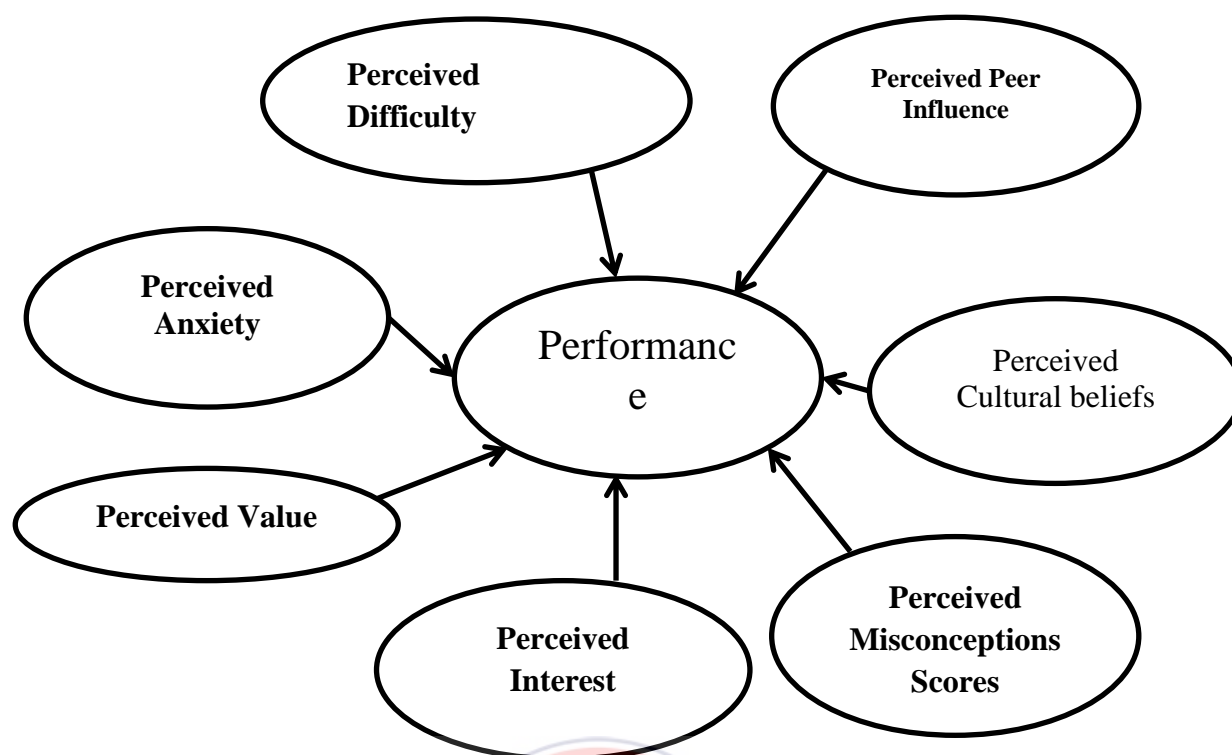 Perceived
Difficulty
Perceived Peer
Influence
Perceived
Anxiety
Performanc
e
Perceived
Cultural beliefs
Perceived Value
Perceived
Interest
Perceived
Misconceptions
Scores